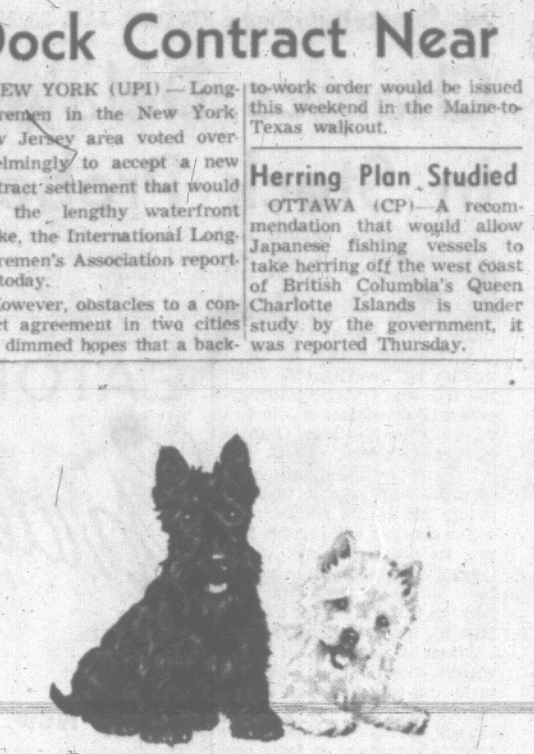 Dock Contract Near
EW YORK (UPI) — Long-
remen in the New York-
w Jersey area voted over-
elmingly to accept a new
tract settlement that would
the lengthy waterfront
ke, the International Long-
remen's Association report-
today.
owever, obstacles to a con-
ct agreement in two cities
dimmed hopes that a back-
to-work order would be issued
this weekend in the Maine-to-
Texas walkout.
Herring Plan Studied
OTTAWA (CP)—A recom-
mendation that would allow
Japanese fishing vessels to
take herring off the west coast
of British Columbia's Queen
Charlotte Islands is under
study by the government, it
was reported Thursday.